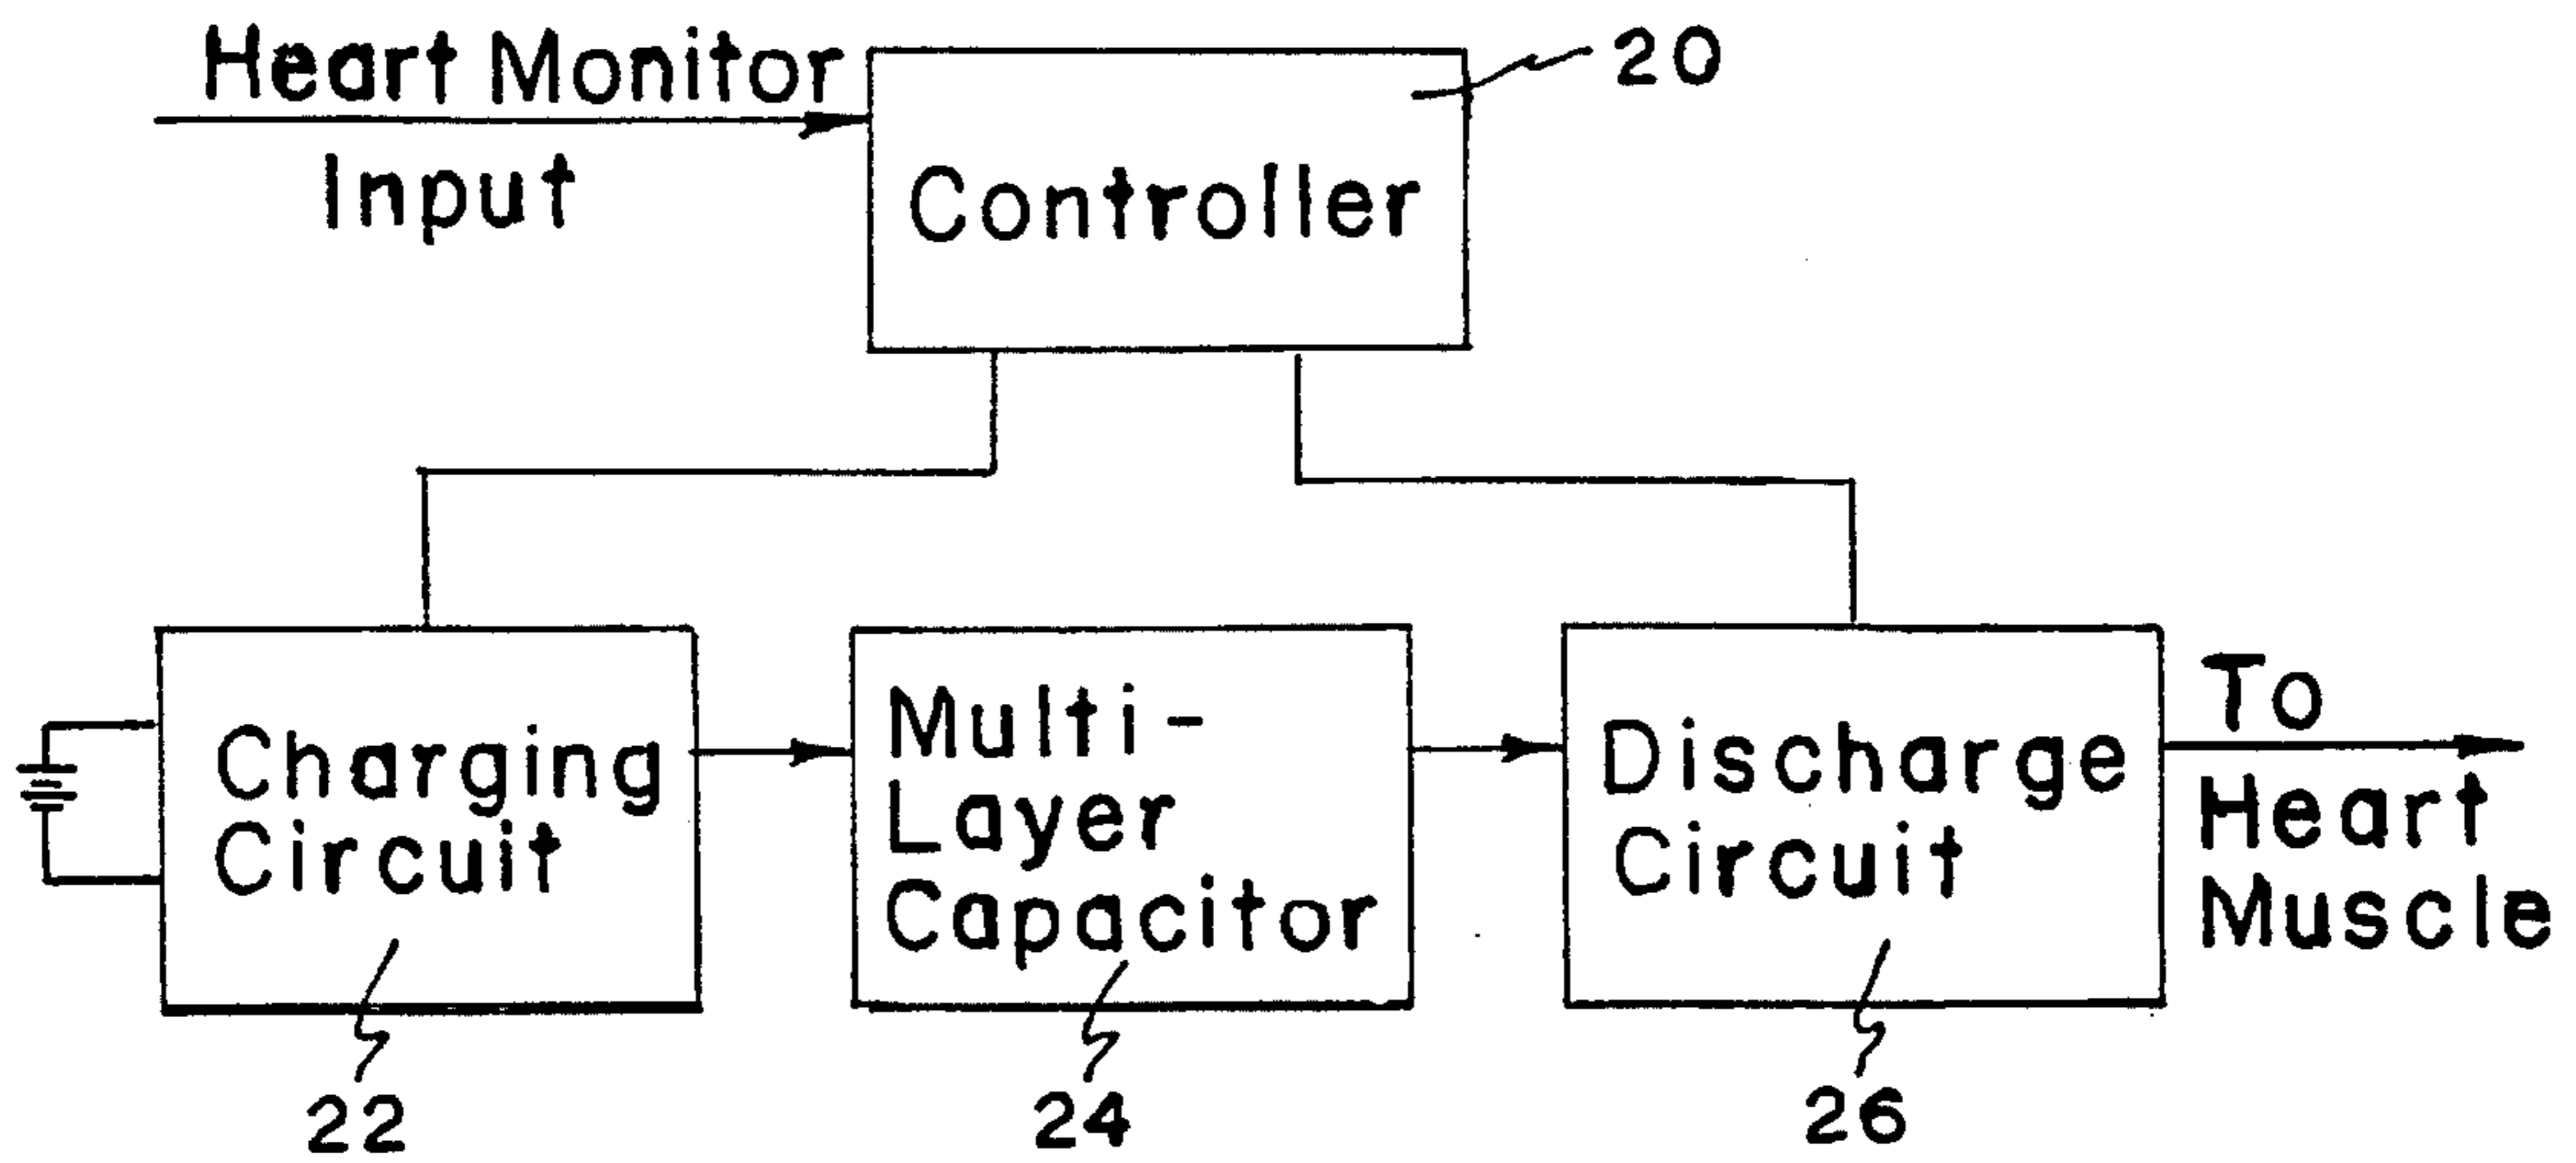 Heart Monitor
Input
20
Controller
Charging
Circuit
Multi-
Layer
Capacitor
Discharge
Circuit
To
Heart
Muscle
22
24
26